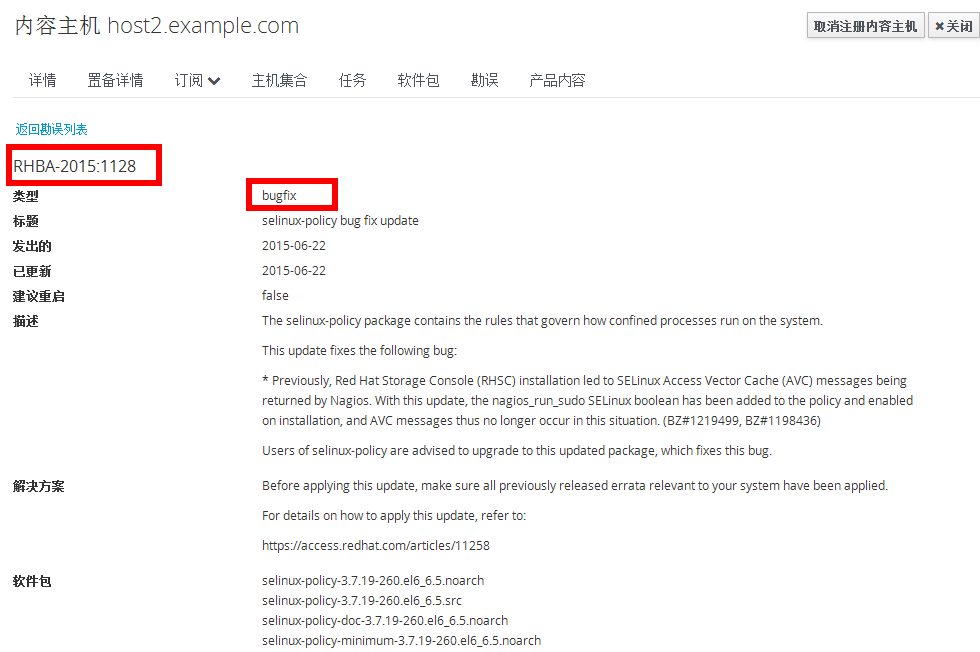 内容主机 host2.example.com
取消注册内容主机
✖关闭
详情 置备详情 订阅 主机集合 任务 软件包 勘误 产品内容
返回勘误列表
RHBA-2015:1128
类型 bugfix
标题 selinux-policy bug fix update
发出的 2015-06-22
已更新 2015-06-22
建议重启 false
描述 The selinux-policy package contains the rules that govern how confined processes run on the system.
This update fixes the following bug:
* Previously, Red Hat Storage Console (RHSC) installation led to SELinux Access Vector Cache (AVC) messages being
returned by Nagios. With this update, the nagios_run_sudo SELinux boolean has been added to the policy and enabled
on installation, and AVC messages thus no longer occur in this situation. (BZ#1219499, BZ#1198436)
Users of selinux-policy are advised to upgrade to this updated package, which fixes this bug.
解决方案 Before applying this update, make sure all previously released errata relevant to your system have been applied.
For details on how to apply this update, refer to:
https://access.redhat.com/articles/11258
软件包 selinux-policy-3.7.19-260.el6_6.5.noarch
selinux-policy-3.7.19-260.el6_6.5.src
selinux-policy-doc-3.7.19-260.el6_6.5.noarch
selinux-policy-minimum-3.7.19-260.el6_6.5.noarch